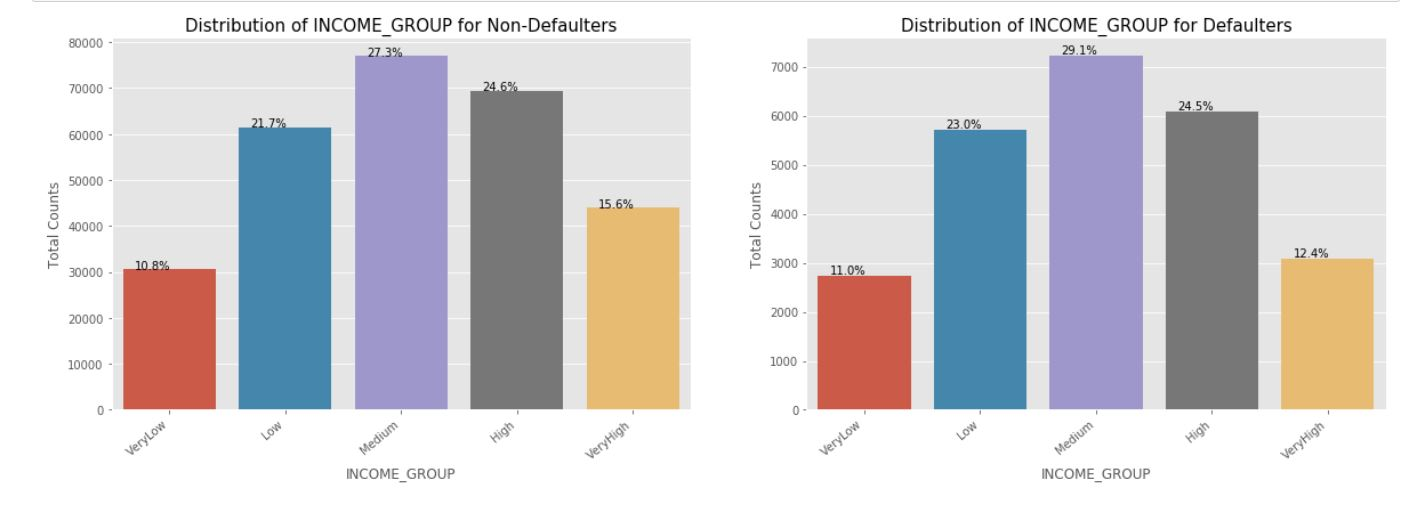 Distribution of INCOME_GROUP for Non-Defaulters
80000
70000
60000
50000
40000
30000
20000
10000
0
Total Counts
10.8%
21.7%
27.3%
24.6%
15.6%
VeryLow
Low
Medium
High
VeryHigh
INCOME_GROUP
Distribution of INCOME_GROUP for Defaulters
7000
6000
5000
4000
3000
2000
1000
0
Total Counts
11.0%
23.0%
29.1%
24.5%
12.4%
VeryLow
Low
Medium
High
VeryHigh
INCOME_GROUP